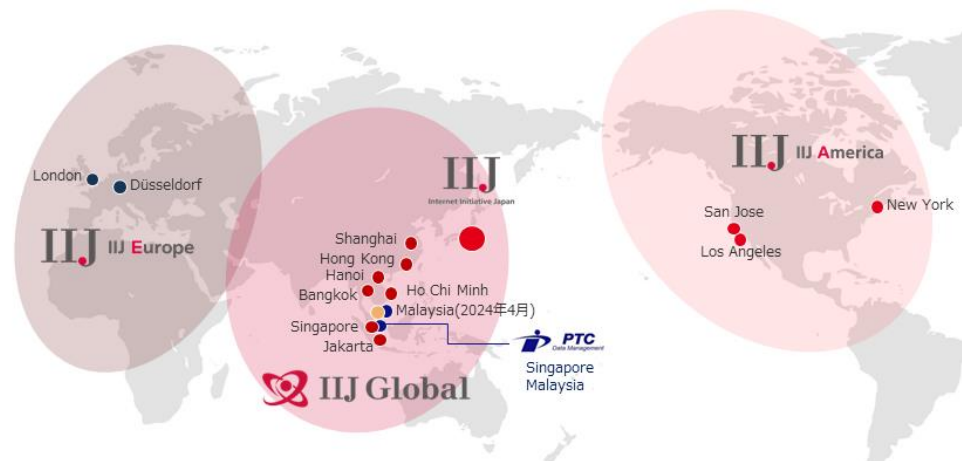 London
Düsseldorf
IIJ IIJ Europe
IIJ
Internet Initiative Japan
Shanghai
Hong Kong
Hanoi
Bangkok
Ho Chi Minh
Malaysia(2024年4月)
Singapore
Jakarta
IIJ Global
PTC
Data Management
Singapore
Malaysia
IIJ IIJ America
San Jose
Los Angeles
New York